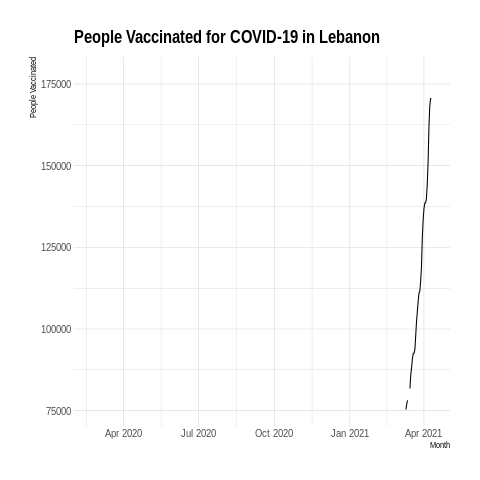 People Vaccinated for COVID-19 in Lebanon
People Vaccinated
175000
150000
125000
100000
75000
Apr 2020 Jul 2020 Oct 2020 Jan 2021 Apr 2021
Month